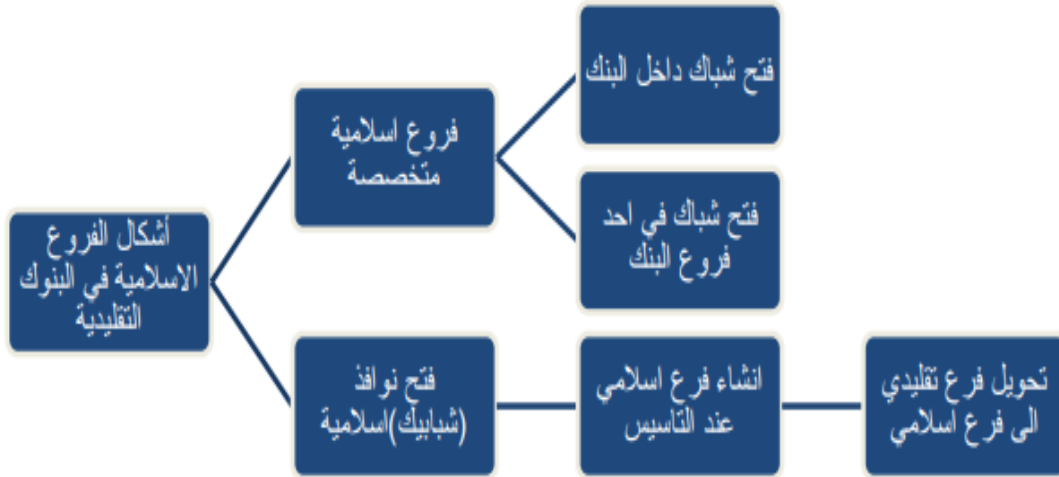 أشكال الفروع
الاسلامية في البنوك
التقليدية
فروع اسلامية
متخصصة
فتح شباك داخل البنك
فتح شباك في احد
فروع البنك
فتح نوافذ
(شبابيك)اسلامية
انشاء فرع اسلامي
عند التاسيس
تحويل فرع تقليدي
الى فرع اسلامي